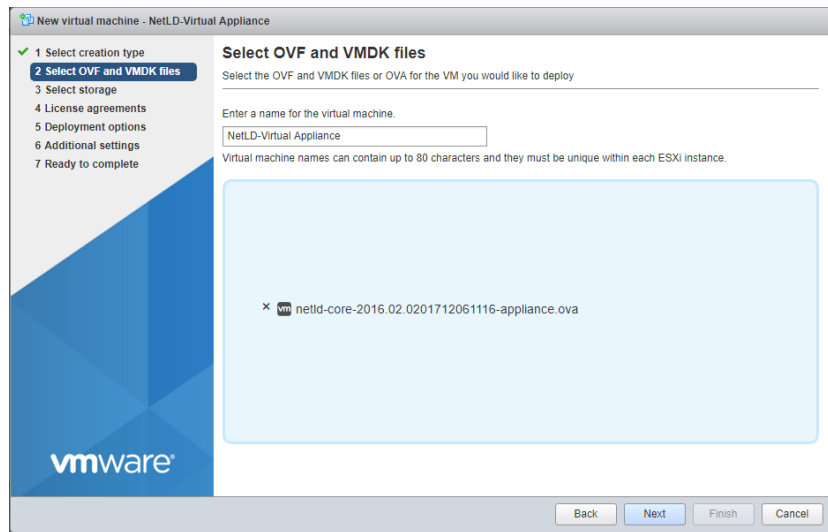 New virtual machine - NetLD-Virtual Appliance
1 Select creation type
2 Select OVF and VMDK files
3 Select storage
4 License agreements
5 Deployment options
6 Additional settings
7 Ready to complete
vmware®
Select OVF and VMDK files
Select the OVF and VMDK files or OVA for the VM you would like to deploy
Enter a name for the virtual machine.
NetLD-Virtual Appliance
Virtual machine names can contain up to 80 characters and they must be unique within each ESXi instance.
× vm netld-core-2016.02.0201712061116-appliance.ova
Back Next Finish Cancel